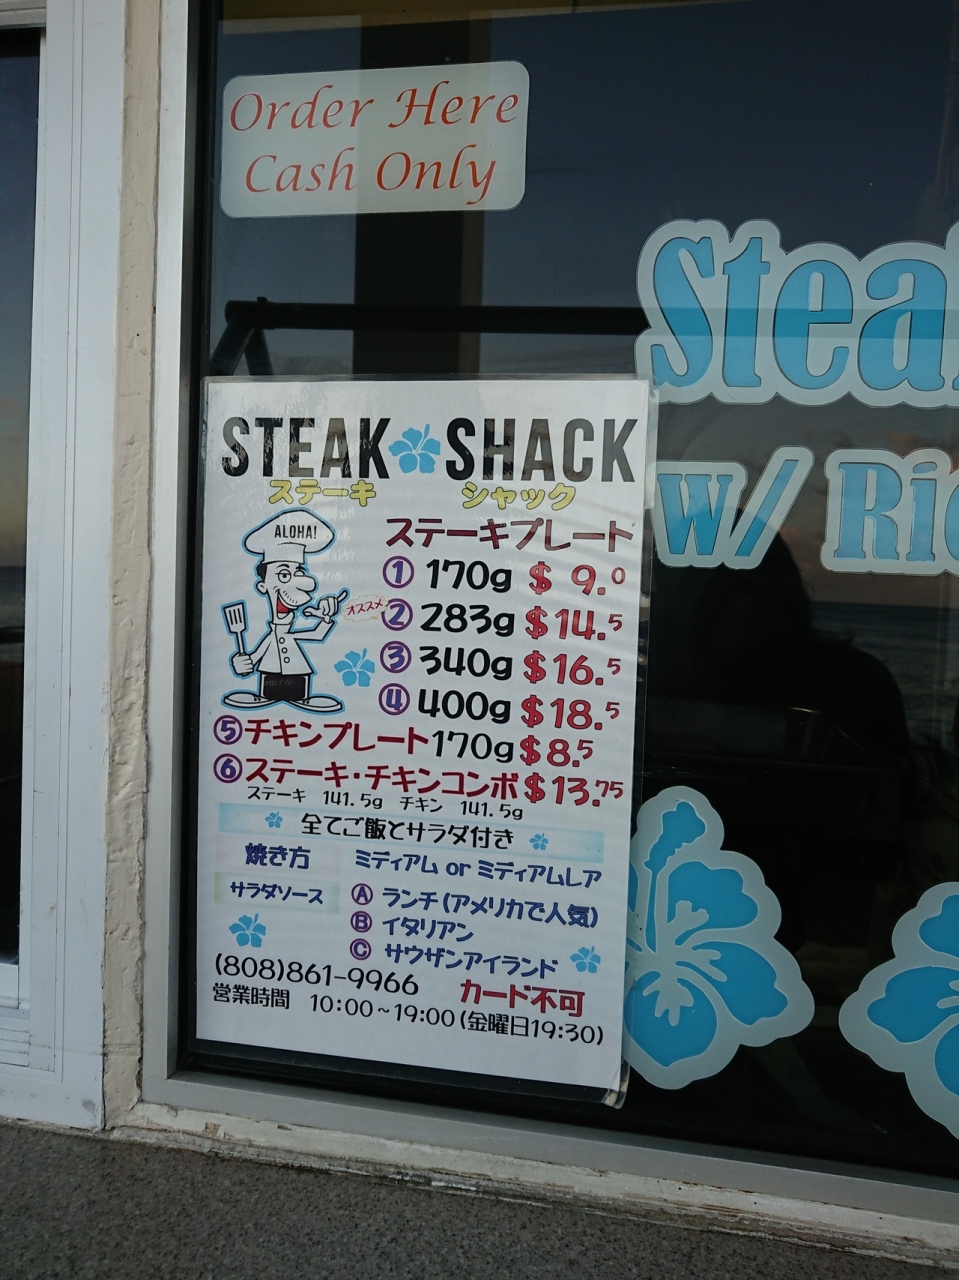 Order Here
Cash Only
Stea
w/ Ri
STEAK SHACK
ステーキ シャック
ALOHA!
ステーキプレート
① 170g $ 9.0
オススメ
② 283g $14.5
③ 340g $16.5
④ 400g $18.5
⑤チキンプレート170g$8.5
⑥ステーキ・チキンコンボ$13.75
ステーキ 141.5g チキン 141.5g
全てご飯とサラダ付き
焼き方 ミディアム or ミディアムレア
サラダソース Ⓐ ランチ(アメリカで人気)
Ⓑ イタリアン
Ⓒ サウザンアイランド
(808)861-9966 カード不可
営業時間 10:00~19:00(金曜日19:30)